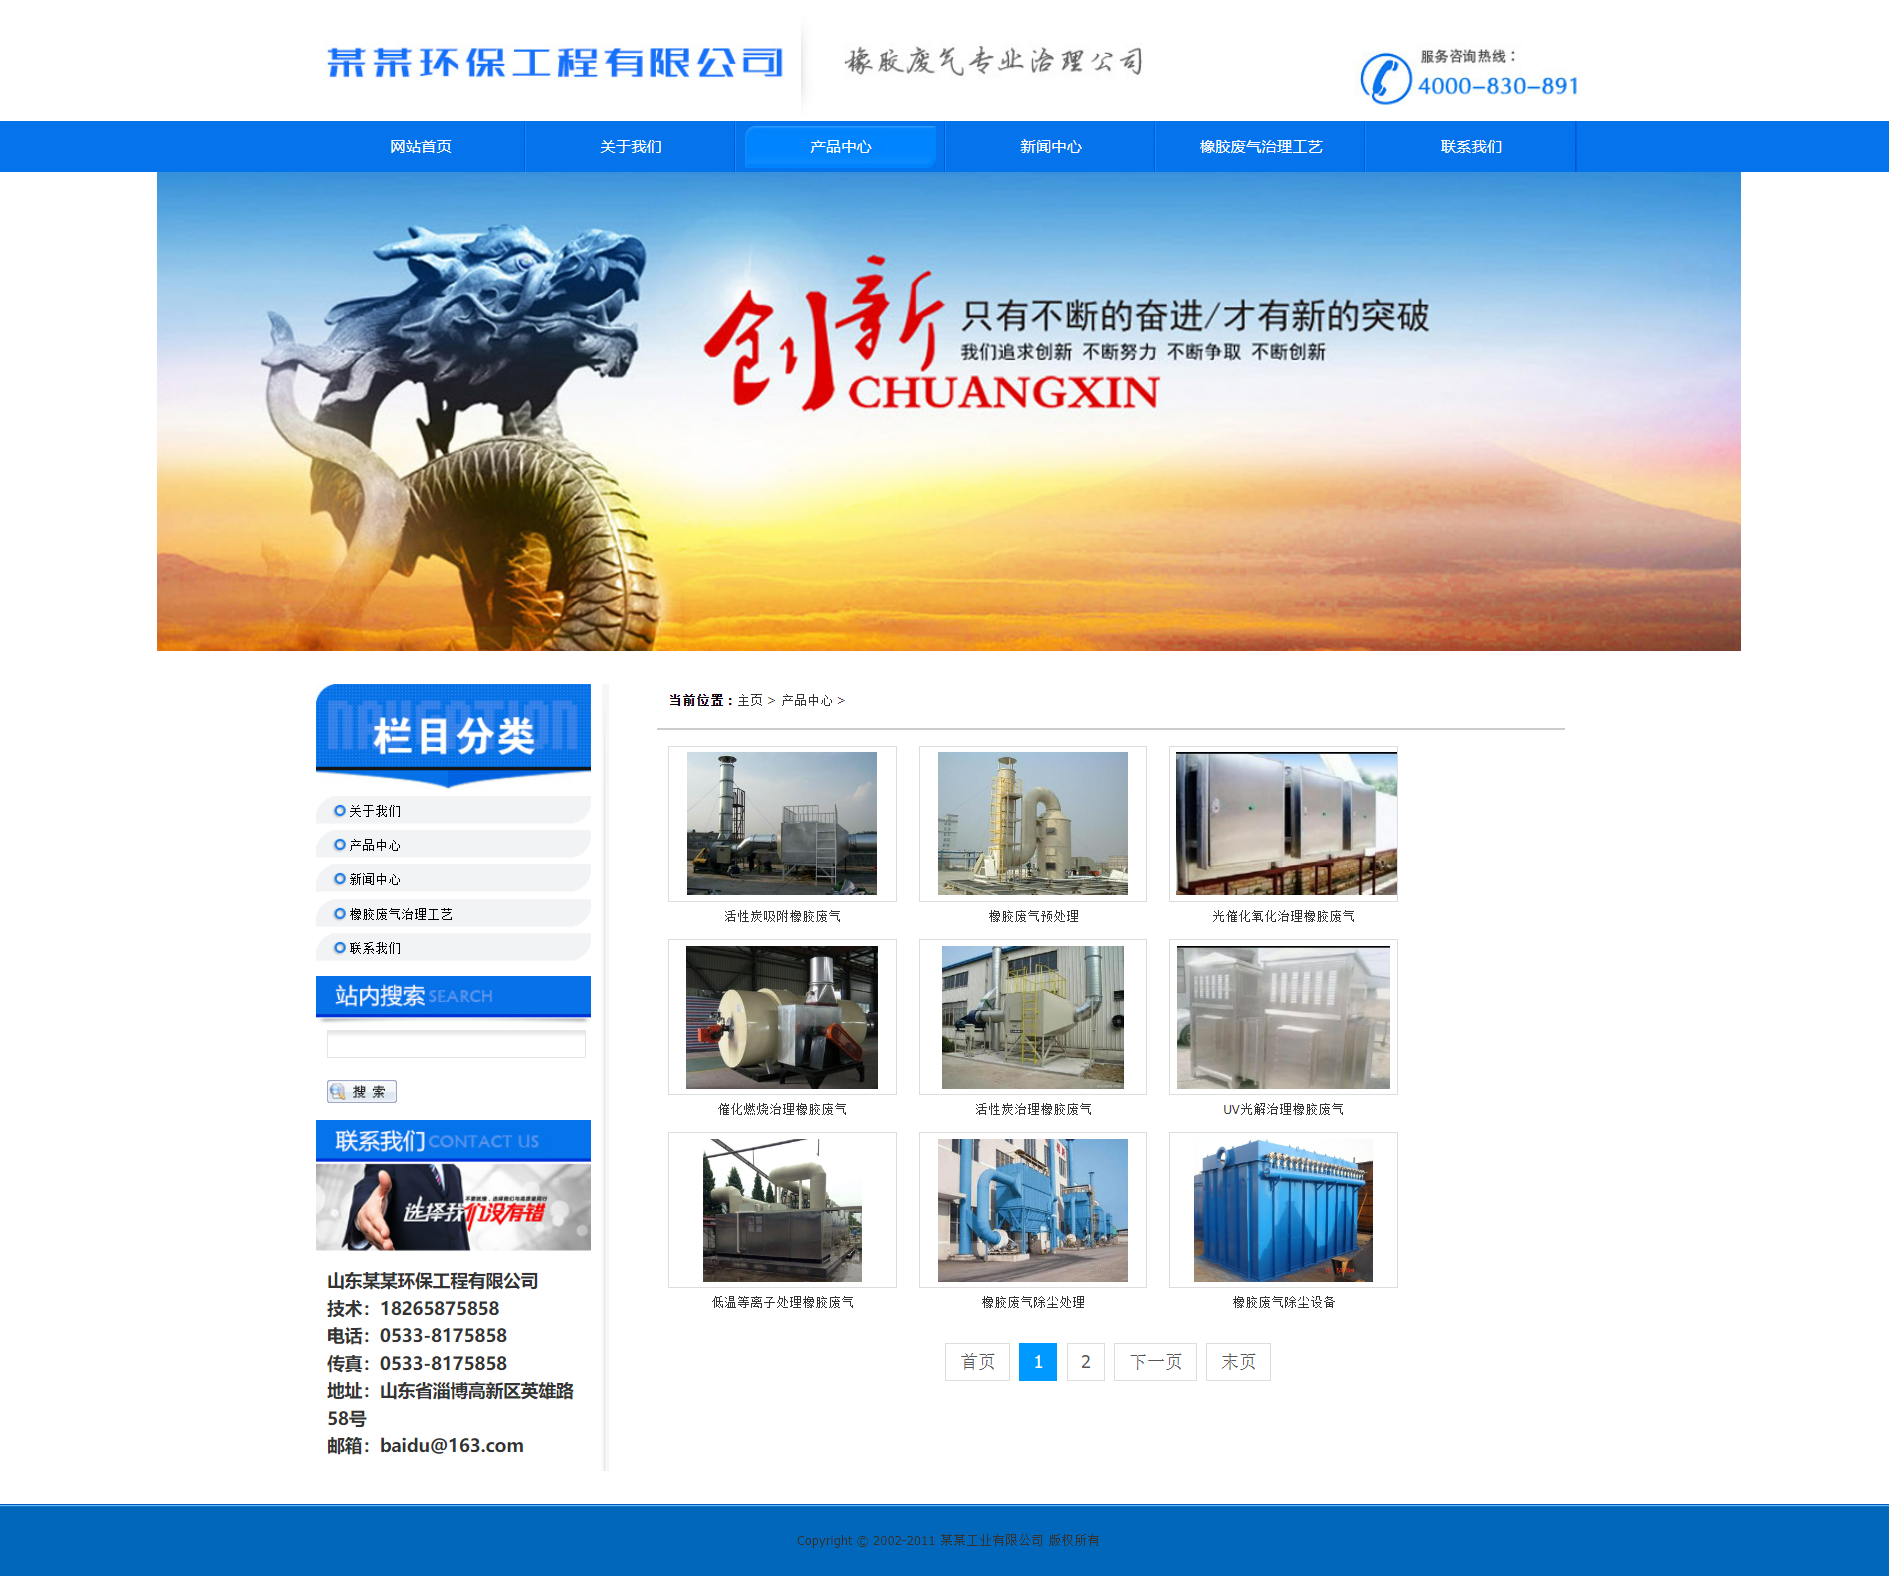 某某环保工程有限公司
橡胶废气专业治理公司
服务咨询热线：
4000-830-891
网站首页
关于我们
产品中心
新闻中心
橡胶废气治理工艺
联系我们
创新
只有不断的奋进/才有新的突破
我们追求创新 不断努力 不断争取 不断创新
CHUANGXIN
NAVIGATION
栏目分类
关于我们
产品中心
新闻中心
橡胶废气治理工艺
联系我们
站内搜索 SEARCH
搜 索
联系我们 CONTACT US
不要犹豫，选择我们与高质量同行
选择我们没有错
山东某某环保工程有限公司
技术：18265875858
电话：0533-8175858
传真：0533-8175858
地址：山东省淄博高新区英雄路
58号
邮箱：baidu@163.com
当前位置：主页 > 产品中心 >
活性炭吸附橡胶废气
橡胶废气预处理
光催化氧化治理橡胶废气
催化燃烧治理橡胶废气
活性炭治理橡胶废气
UV光解治理橡胶废气
低温等离子处理橡胶废气
橡胶废气除尘处理
橡胶废气除尘设备
首页 1 2 下一页 末页
Copyright © 2002-2011 某某工业有限公司 版权所有